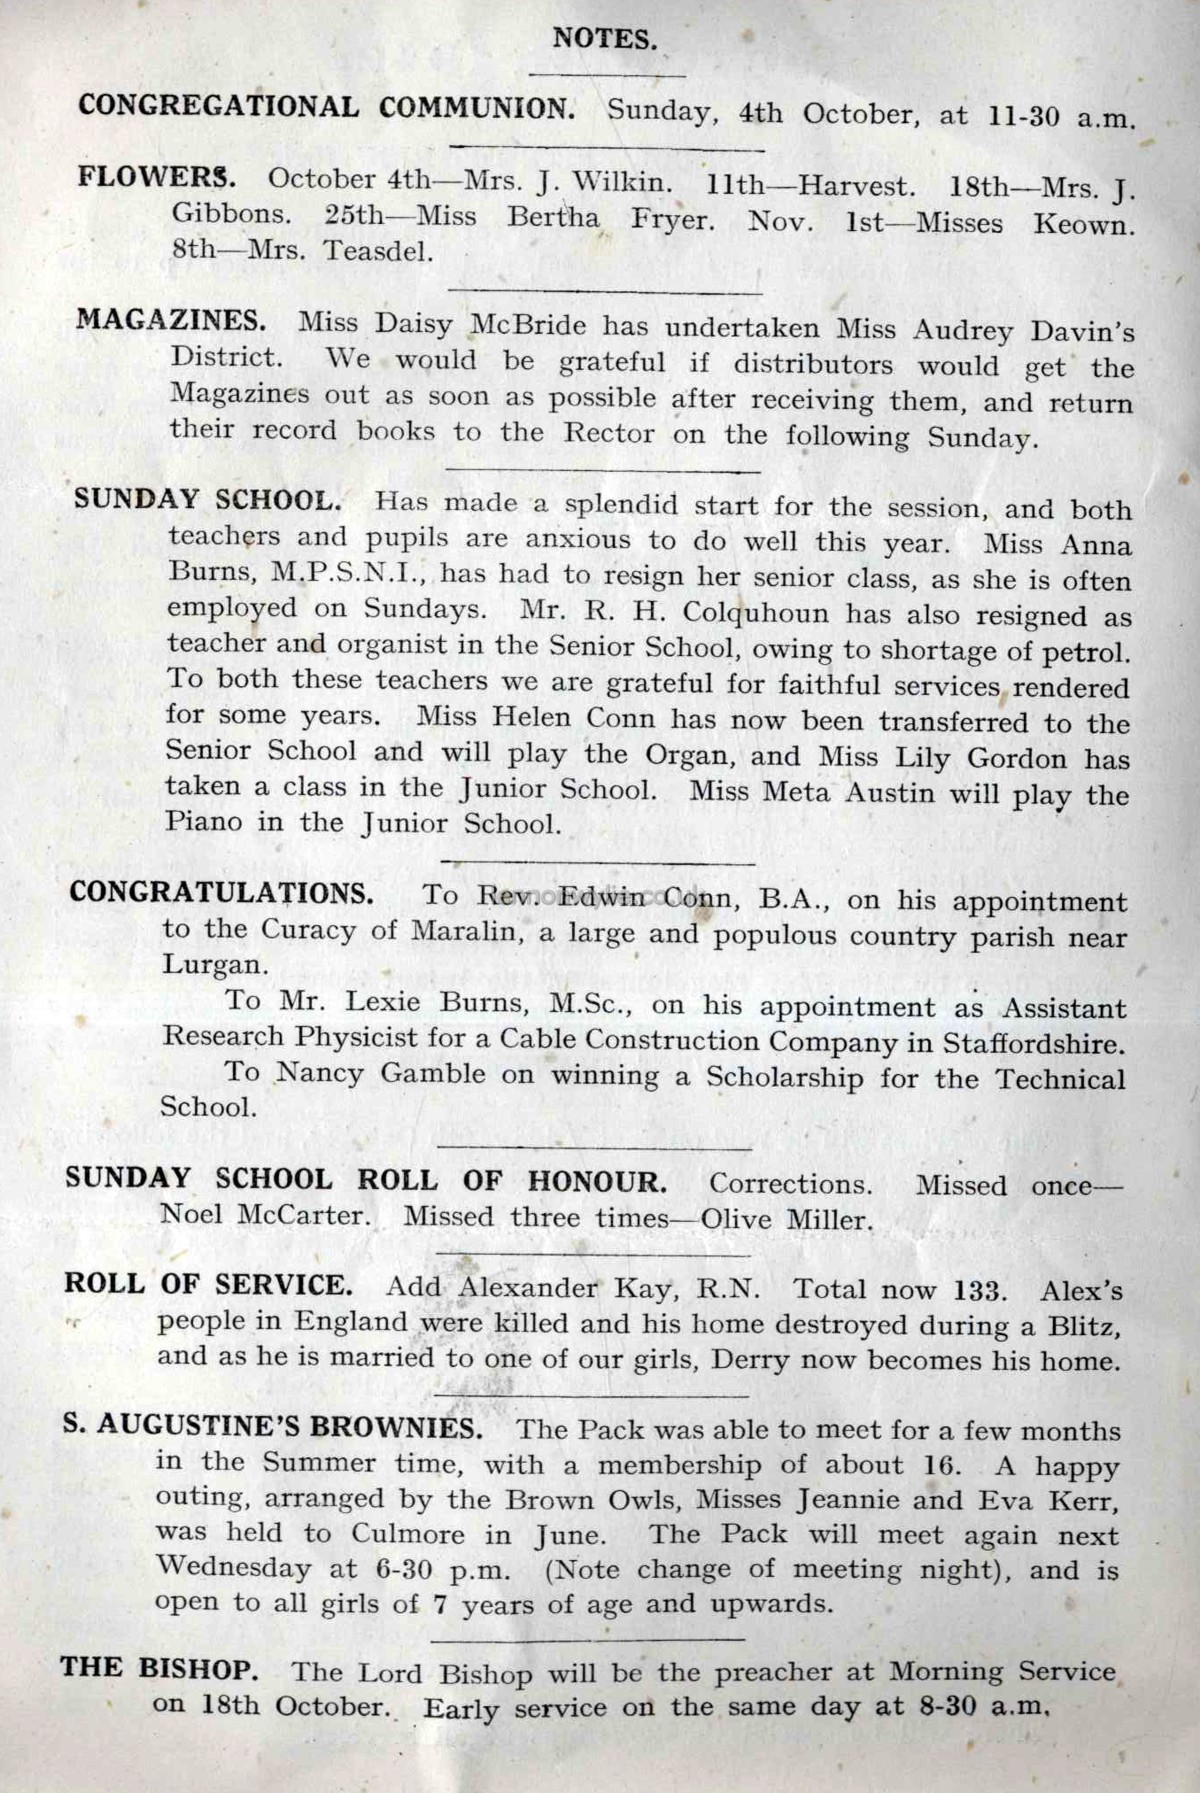 NOTES.
CONGREGATIONAL COMMUNION. Sunday, 4th October, at 11-30 a.m.
FLOWERS. October 4th—Mrs. J. Wilkin. 11th—Harvest. 18th—Mrs. J.
Gibbons. 25th—Miss Bertha Fryer. Nov. 1st—Misses Keown.
8th—Mrs. Teasdel.
MAGAZINES. Miss Daisy McBride has undertaken Miss Audrey Davin's
District. We would be grateful if distributors would get the
Magazines out as soon as possible after receiving them, and return
their record books to the Rector on the following Sunday.
SUNDAY SCHOOL. Has made a splendid start for the session, and both
teachers and pupils are anxious to do well this year. Miss Anna
Burns, M.P.S.N.I., has had to resign her senior class, as she is often
employed on Sundays. Mr. R. H. Colquhoun has also resigned as
teacher and organist in the Senior School, owing to shortage of petrol.
To both these teachers we are grateful for faithful services rendered
for some years. Miss Helen Conn has now been transferred to the
Senior School and will play the Organ, and Miss Lily Gordon has
taken a class in the Junior School. Miss Meta Austin will play the
Piano in the Junior School.
CONGRATULATIONS. To Rev. Edwin Conn, B.A., on his appointment
to the Curacy of Maralin, a large and populous country parish near
Lurgan.
To Mr. Lexie Burns, M.Sc., on his appointment as Assistant
Research Physicist for a Cable Construction Company in Staffordshire.
To Nancy Gamble on winning a Scholarship for the Technical
School.
SUNDAY SCHOOL ROLL OF HONOUR. Corrections. Missed once—
Noel McCarter. Missed three times—Olive Miller.
ROLL OF SERVICE. Add Alexander Kay, R.N. Total now 133. Alex's
people in England were killed and his home destroyed during a Blitz,
and as he is married to one of our girls, Derry now becomes his home.
S. AUGUSTINE'S BROWNIES. The Pack was able to meet for a few months
in the Summer time, with a membership of about 16. A happy
outing, arranged by the Brown Owls, Misses Jeannie and Eva Kerr,
was held to Culmore in June. The Pack will meet again next
Wednesday at 6-30 p.m. (Note change of meeting night), and is
open to all girls of 7 years of age and upwards.
THE BISHOP. The Lord Bishop will be the preacher at Morning Service
on 18th October. Early service on the same day at 8-30 a.m.